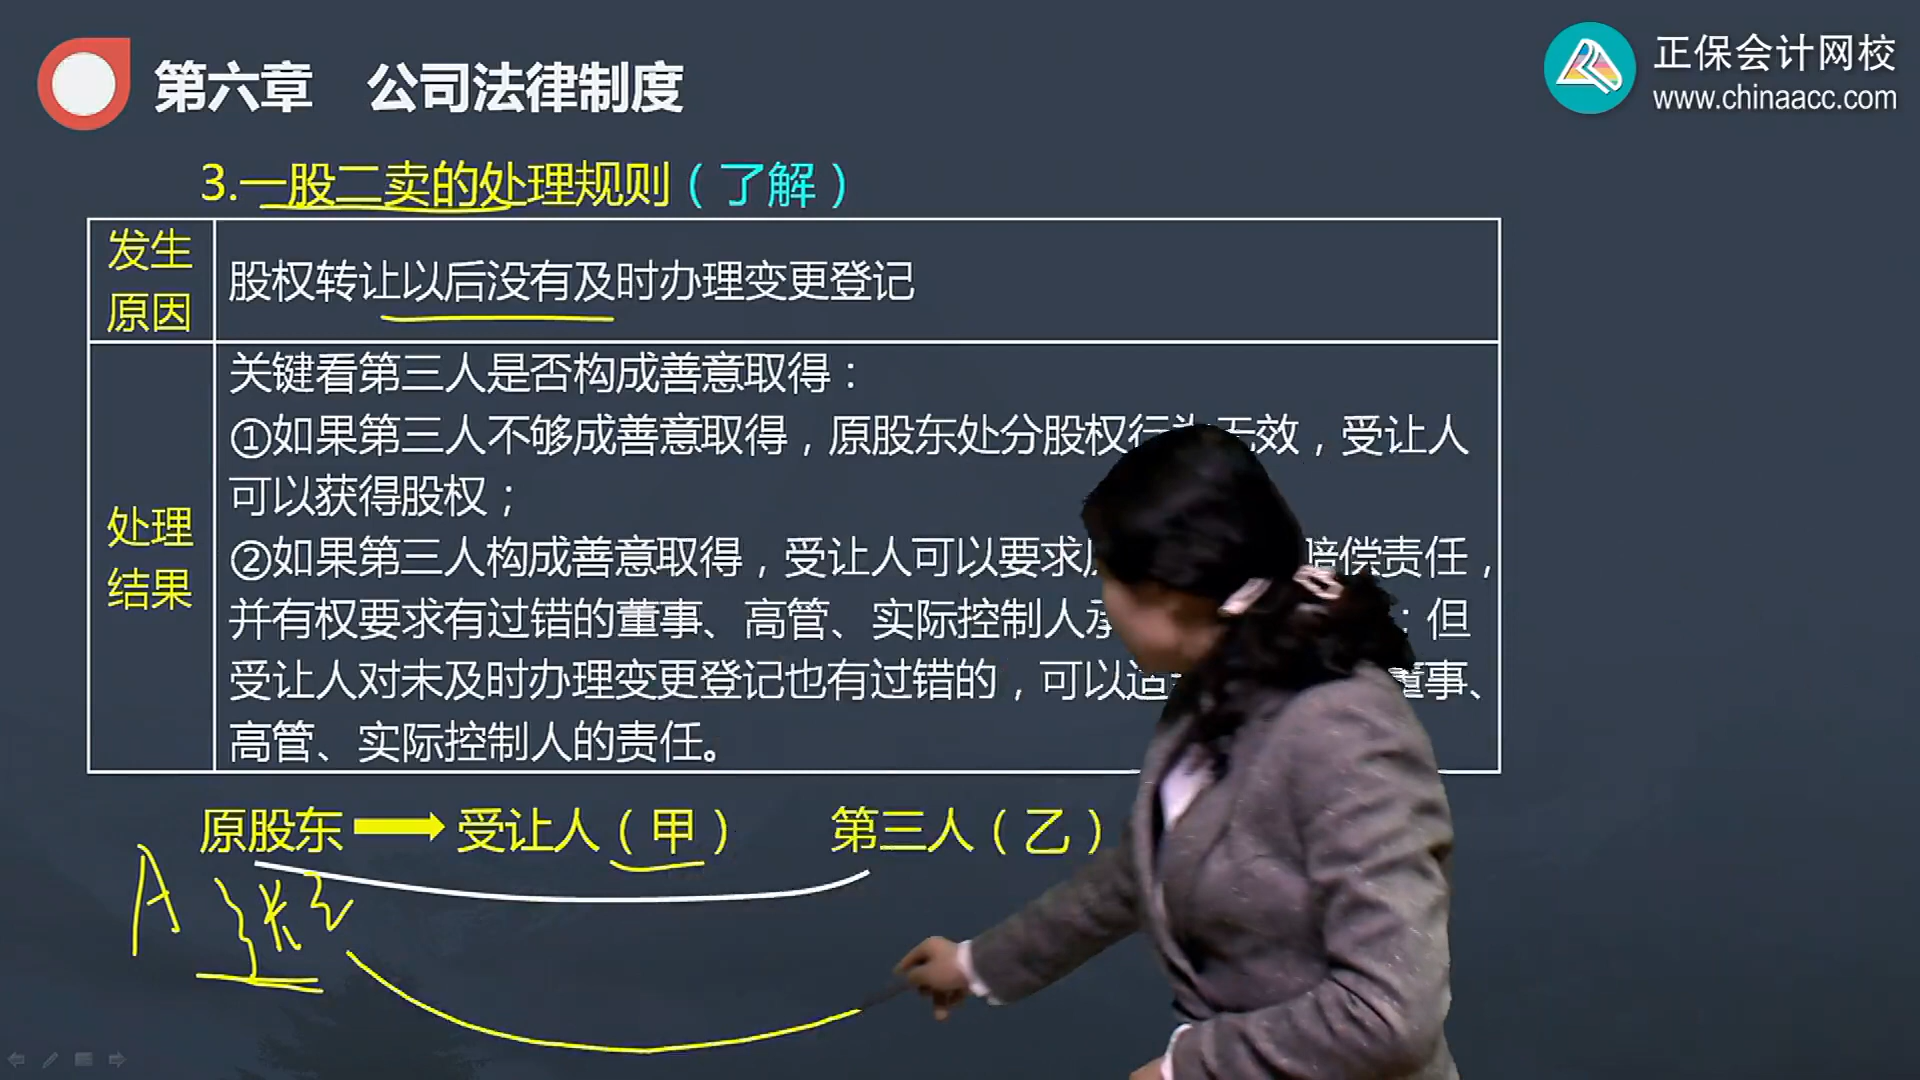 第六章 公司法律制度
正保会计网校
www.chinaacc.com
3.一股二卖的处理规则（了解）
发生
原因
股权转让以后没有及时办理变更登记
处理
结果
关键看第三人是否构成善意取得：
①如果第三人不够成善意取得，原股东处分股权行为无效，受让人
可以获得股权；
②如果第三人构成善意取得，受让人可以要求 赔偿责任，
并有权要求有过错的董事、高管、实际控制人承 ；但
受让人对未及时办理变更登记也有过错的，可以适 董事、
高管、实际控制人的责任。
原股东 受让人（甲） 第三人（乙）
A